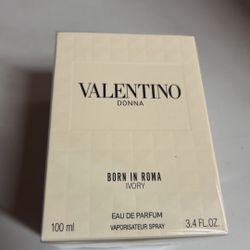 VALENTINO
DONNA
BORN IN ROMA
IVORY
EAU DE PARFUM
100 ml VAPORISATEUR SPRAY 3.4 FL.OZ.